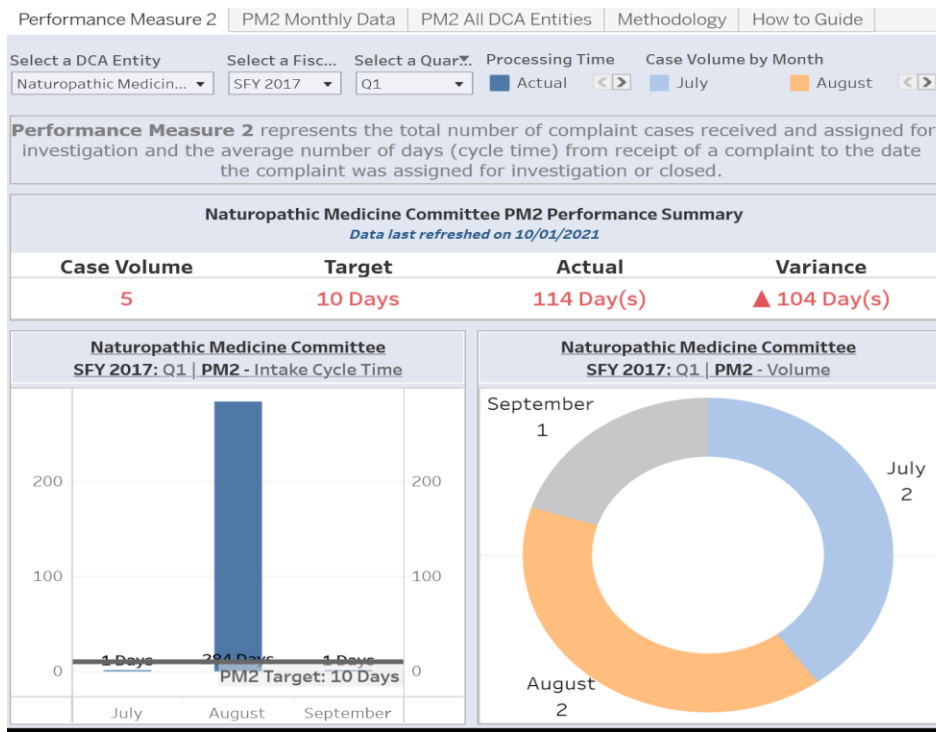 Performance Measure 2
PM2 Monthly Data
PM2 All DCA Entities
Methodology
How to Guide
Select a DCA Entity
Select a Fisc...
Select a Quar...
Processing Time
Case Volume by Month
Naturopathic Medicin...
SFY 2017
Q1
Actual
July
August
Performance Measure 2 represents the total number of complaint cases received and assigned for
investigation and the average number of days (cycle time) from receipt of a complaint to the date
the complaint was assigned for investigation or closed.
Naturopathic Medicine Committee PM2 Performance Summary
Data last refreshed on 10/01/2021
Case Volume
Target
Actual
Variance
5
10 Days
114 Day(s)
▲ 104 Day(s)
Naturopathic Medicine Committee
SFY 2017: Q1 | PM2 - Intake Cycle Time
200
200
100
100
0
0
1 Days
284 Days
1 Days
PM2 Target: 10 Days
July
August
September
Naturopathic Medicine Committee
SFY 2017: Q1 | PM2 - Volume
September
1
July
2
August
2